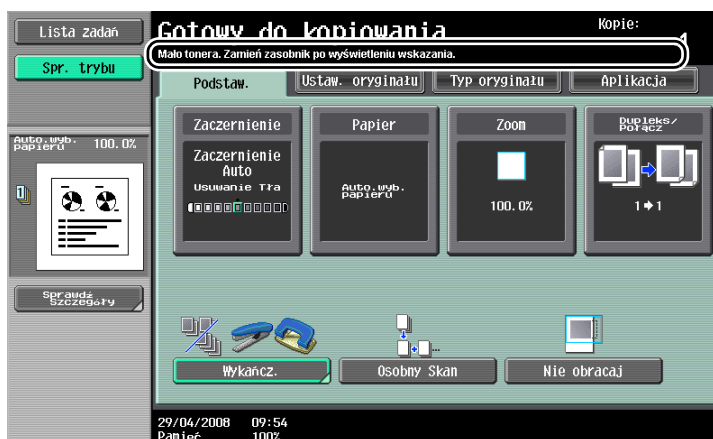 Lista zadań
Gotowy do kopiowania
Kopie:
Mało tonera. Zamień zasobnik po wyświetleniu wskazania.
Spr. trybu
Podstaw.
Ustaw. oryginału
Typ oryginału
Aplikacja
Auto.wyb.
papieru
100.0%
1
Zaczernienie
Papier
Zoom
Dupleks/
Połącz
Zaczernienie
Auto
Usuwanie Tła
Auto.wyb.
papieru
100.0%
1➔1
Sprawdź
Szczegóły
Wykańcz.
Osobny Skan
Nie obracaj
29/04/2008 09:54
Pamięć 100%